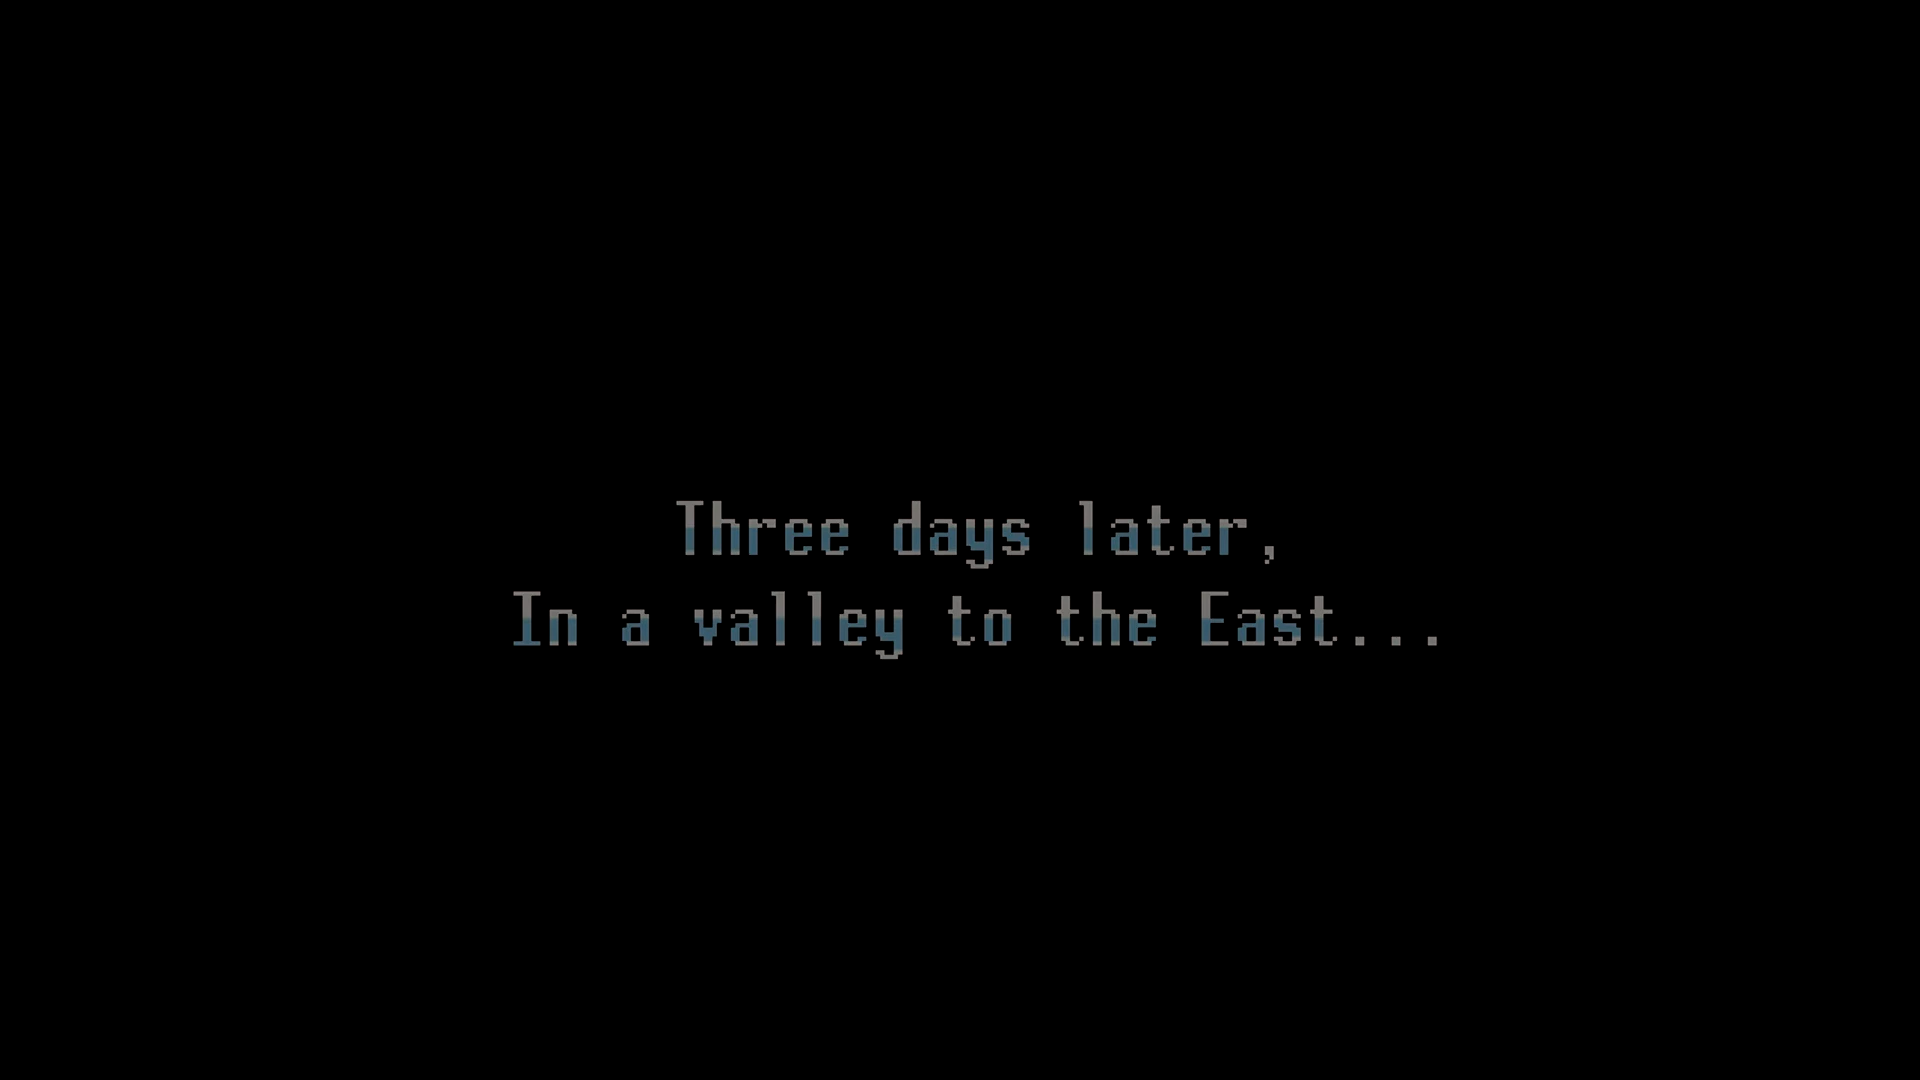 Three days later,
In a valley to the East...